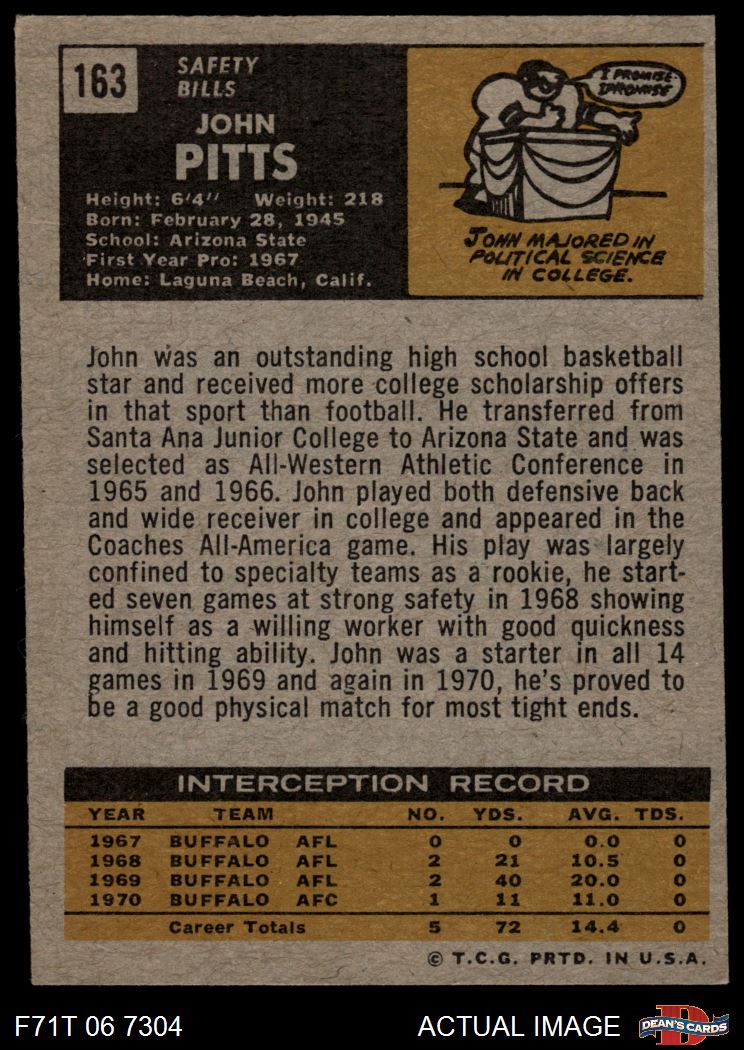 163
SAFETY
BILLS
JOHN
PITTS
Height: 6'4" Weight: 218
Born: February 28, 1945
School: Arizona State
First Year Pro: 1967
Home: Laguna Beach, Calif.
I PROMISE-
I PROMISE
JOHN MAJORED IN
POLITICAL SCIENCE
IN COLLEGE.
John was an outstanding high school basketball
star and received more college scholarship offers
in that sport than football. He transferred from
Santa Ana Junior College to Arizona State and was
selected as All-Western Athletic Conference in
1965 and 1966. John played both defensive back
and wide receiver in college and appeared in the
Coaches All-America game. His play was largely
confined to specialty teams as a rookie, he start-
ed seven games at strong safety in 1968 showing
himself as a willing worker with good quickness
and hitting ability. John was a starter in all 14
games in 1969 and again in 1970, he's proved to
be a good physical match for most tight ends.
INTERCEPTION RECORD
YEAR TEAM NO. YDS. AVG. TDS.
1967 BUFFALO AFL 0 0 0.0 0
1968 BUFFALO AFL 2 21 10.5 0
1969 BUFFALO AFL 2 40 20.0 0
1970 BUFFALO AFC 1 11 11.0 0
Career Totals 5 72 14.4 0
© T.C.G. PRTD. IN U.S.A.
F71T 06 7304 ACTUAL IMAGE DEAN'S CARDS